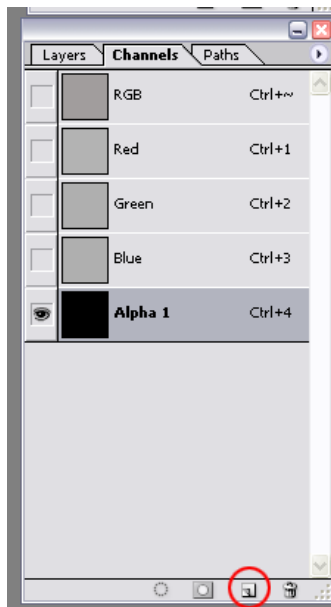 Layers Channels Paths
RGB Ctrl+~
Red Ctrl+1
Green Ctrl+2
Blue Ctrl+3
Alpha 1 Ctrl+4